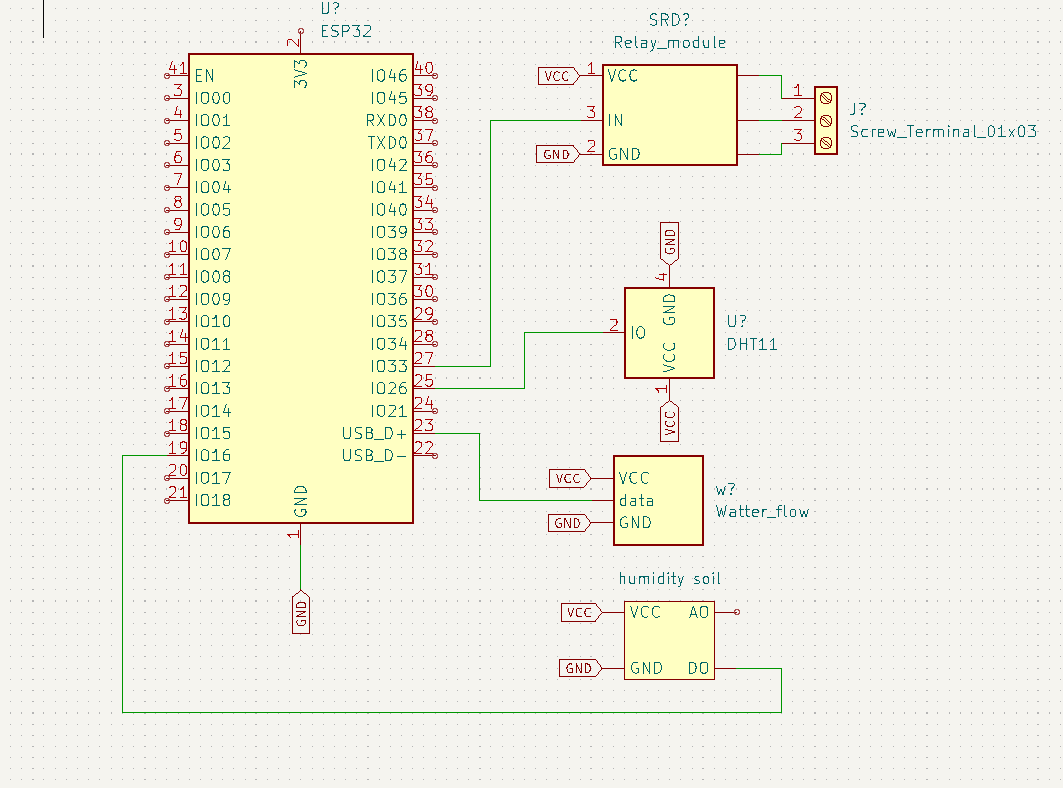 U?
ESP32
2
3V3
41 EN
3 IO00
4 IO01
5 IO02
6 IO03
7 IO04
8 IO05
9 IO06
10 IO07
11 IO08
12 IO09
13 IO10
14 IO11
15 IO12
16 IO13
17 IO14
18 IO15
19 IO16
20 IO17
21 IO18
IO46 40
IO45 39
RXD0 38
TXD0 37
IO42 36
IO41 35
IO40 34
IO39 33
IO38 32
IO37 31
IO36 30
IO35 29
IO34 28
IO33 27
IO26 25
IO21 24
USB_D+ 23
USB_D- 22
GND
1
GND
SRD?
Relay_module
VCC 1 VCC
3 IN
GND 2 GND
1
2
3
J?
Screw_Terminal_01x03
GND
4
GND
2 IO
VCC
1
VCC
U?
DHT11
VCC VCC
data
GND GND
w?
Watter_flow
humidity soil
VCC VCC AO
GND GND DO